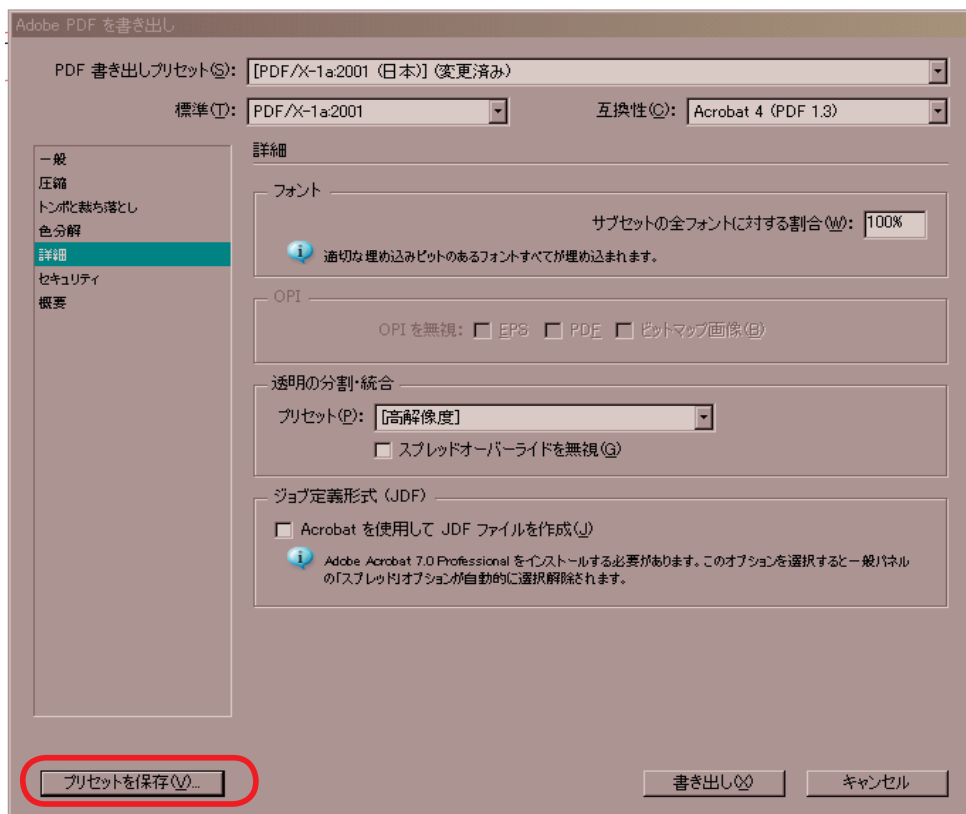 Adobe PDF を書き出し
PDF 書き出しプリセット(S): [PDF/X-1a:2001 (日本)] (変更済み)
標準(T): PDF/X-1a:2001 互換性(C): Acrobat 4 (PDF 1.3)
一般
圧縮
トンボと裁ち落とし
色分解
詳細
セキュリティ
概要
詳細
フォント
サブセットの全フォントに対する割合(W): 100%
適切な埋め込みビットのあるフォントすべてが埋め込まれます。
OPI
OPI を無視: EPS PDF ビットマップ画像(B)
透明の分割・統合
プリセット(P): [高解像度]
スプレッドオーバーライドを無視(G)
ジョブ定義形式 (JDF)
Acrobat を使用して JDF ファイルを作成(J)
Adobe Acrobat 7.0 Professional をインストールする必要があります。このオプションを選択すると一般パネル
の「スプレッド」オプションが自動的に選択解除されます。
プリセットを保存(V)... 書き出し(X) キャンセル